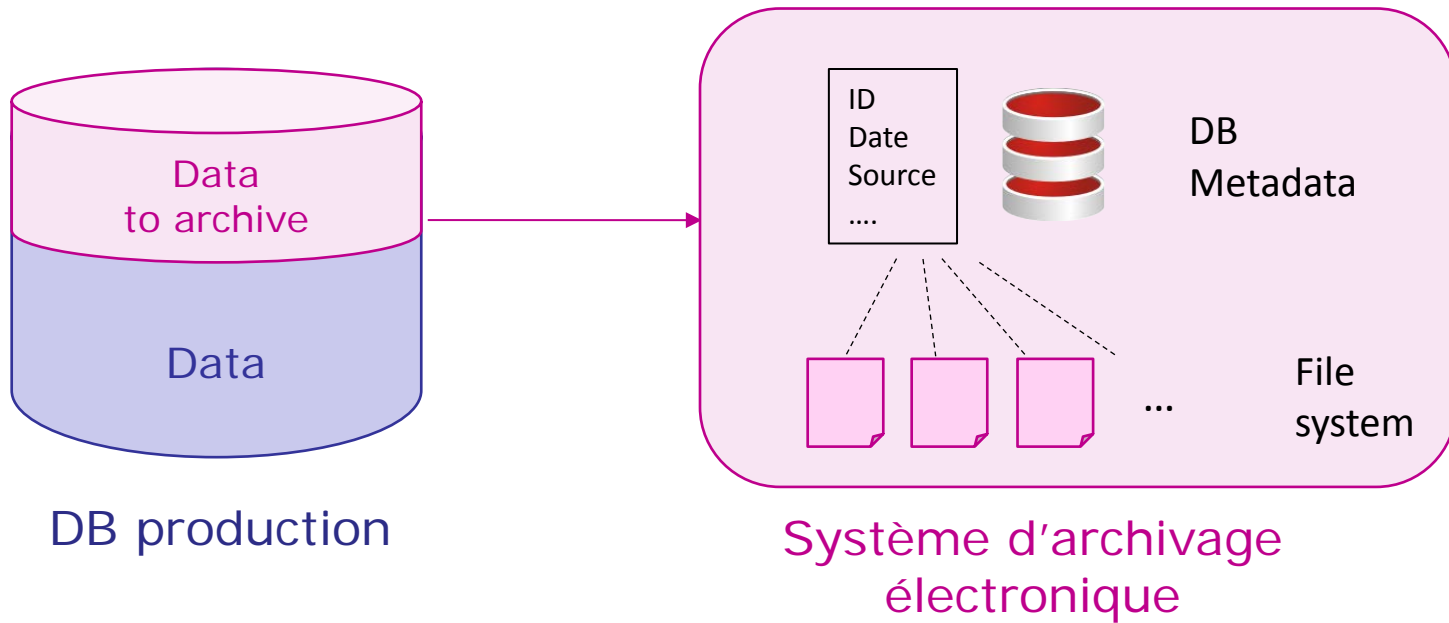 Data
to archive
Data
DB production
ID
Date
Source
....
DB
Metadata
...
File
system
Système d'archivage
électronique